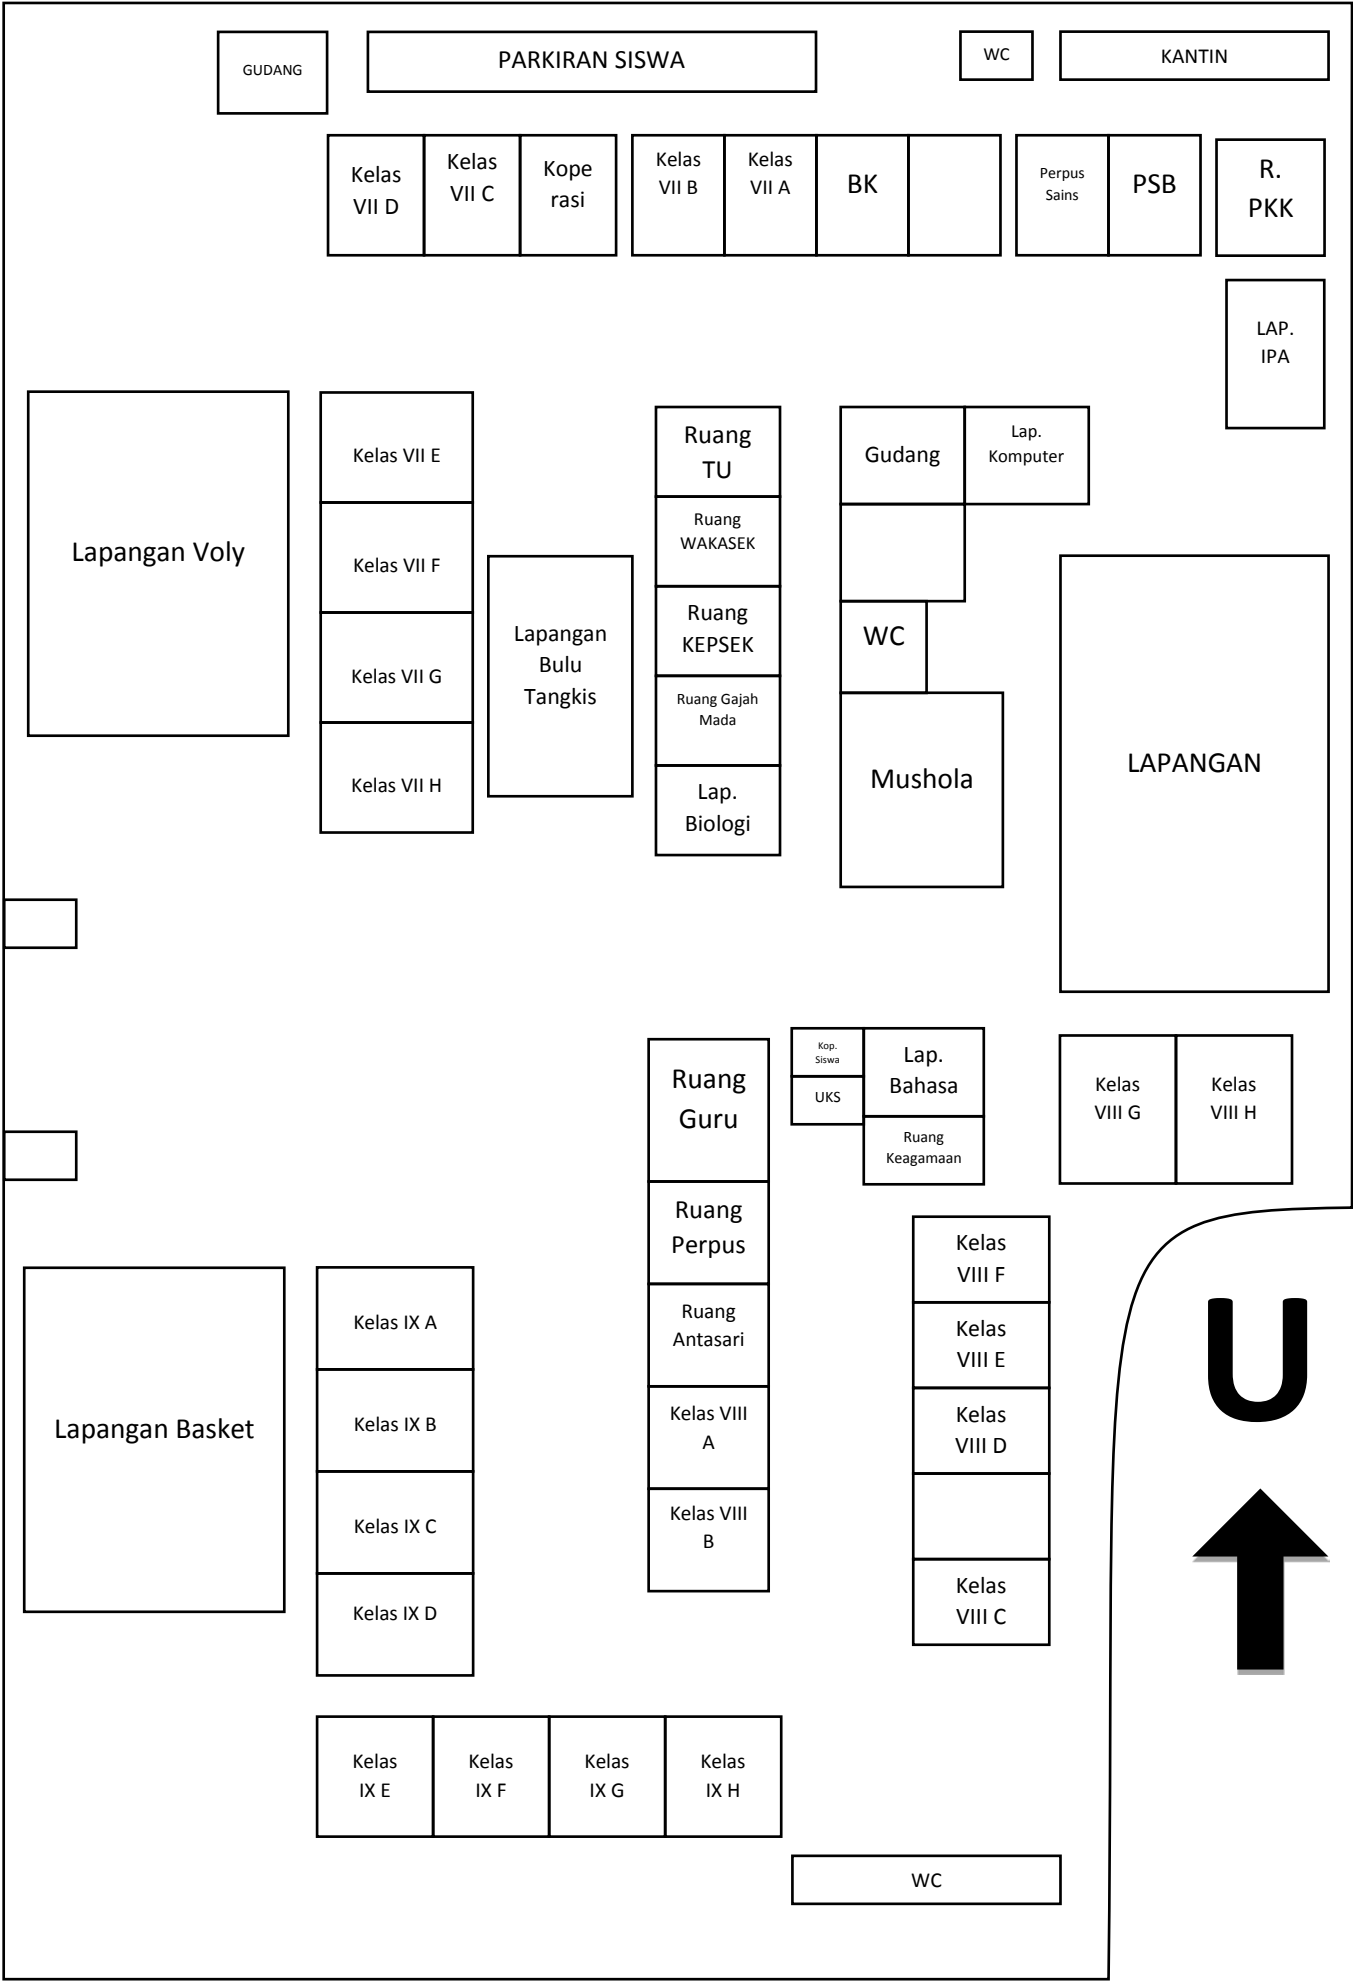 GUDANG
PARKIRAN SISWA
WC
KANTIN
Kelas
VII D
Kelas
VII C
Kope
rasi
Kelas
VII B
Kelas
VII A
BK
Perpus
Sains
PSB
R.
PKK
LAP.
IPA
Lapangan Voly
Kelas VII E
Kelas VII F
Kelas VII G
Kelas VII H
Lapangan
Bulu
Tangkis
Ruang
TU
Ruang
WAKASEK
Ruang
KEPSEK
Ruang Gajah
Mada
Lap.
Biologi
Gudang
Lap.
Komputer
WC
Mushola
LAPANGAN
Ruang
Guru
Ruang
Perpus
Ruang
Antasari
Kelas VIII
A
Kelas VIII
B
Kop.
Siswa
UKS
Lap.
Bahasa
Ruang
Keagamaan
Kelas
VIII G
Kelas
VIII H
Kelas
VIII F
Kelas
VIII E
Kelas
VIII D
Kelas
VIII C
U
Lapangan Basket
Kelas IX A
Kelas IX B
Kelas IX C
Kelas IX D
Kelas
IX E
Kelas
IX F
Kelas
IX G
Kelas
IX H
WC